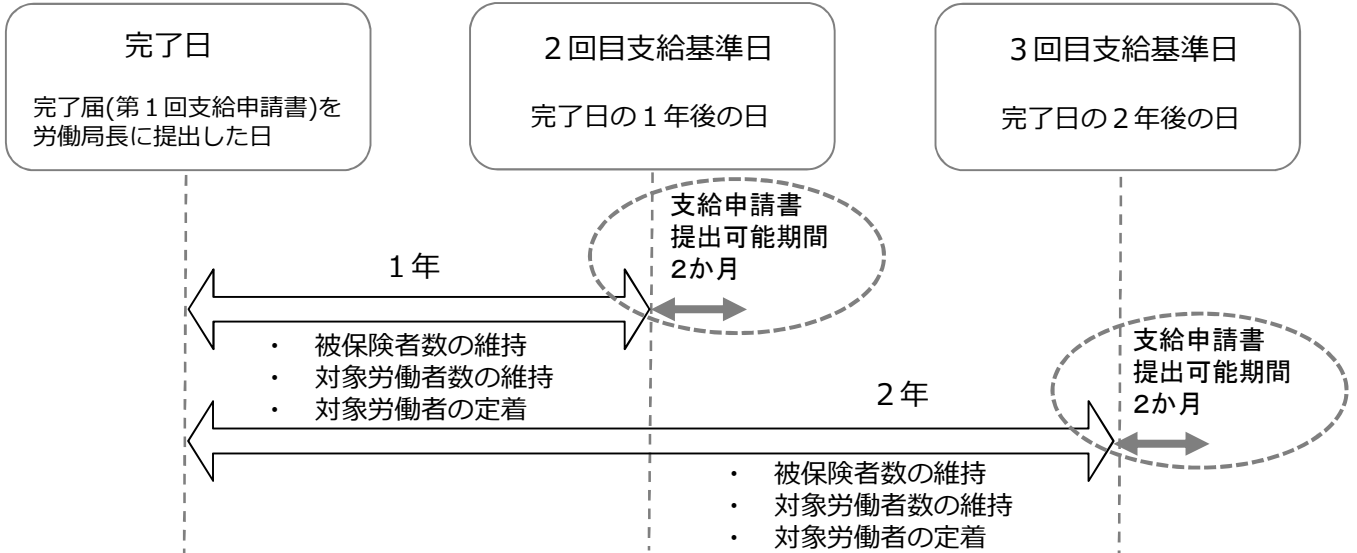 完了日
完了届(第１回支給申請書)を
労働局長に提出した日
２回目支給基準日
完了日の１年後の日
３回目支給基準日
完了日の２年後の日
支給申請書
提出可能期間
２か月
１年
・ 被保険者数の維持
・ 対象労働者数の維持
・ 対象労働者の定着
支給申請書
提出可能期間
２か月
２年
・ 被保険者数の維持
・ 対象労働者数の維持
・ 対象労働者の定着